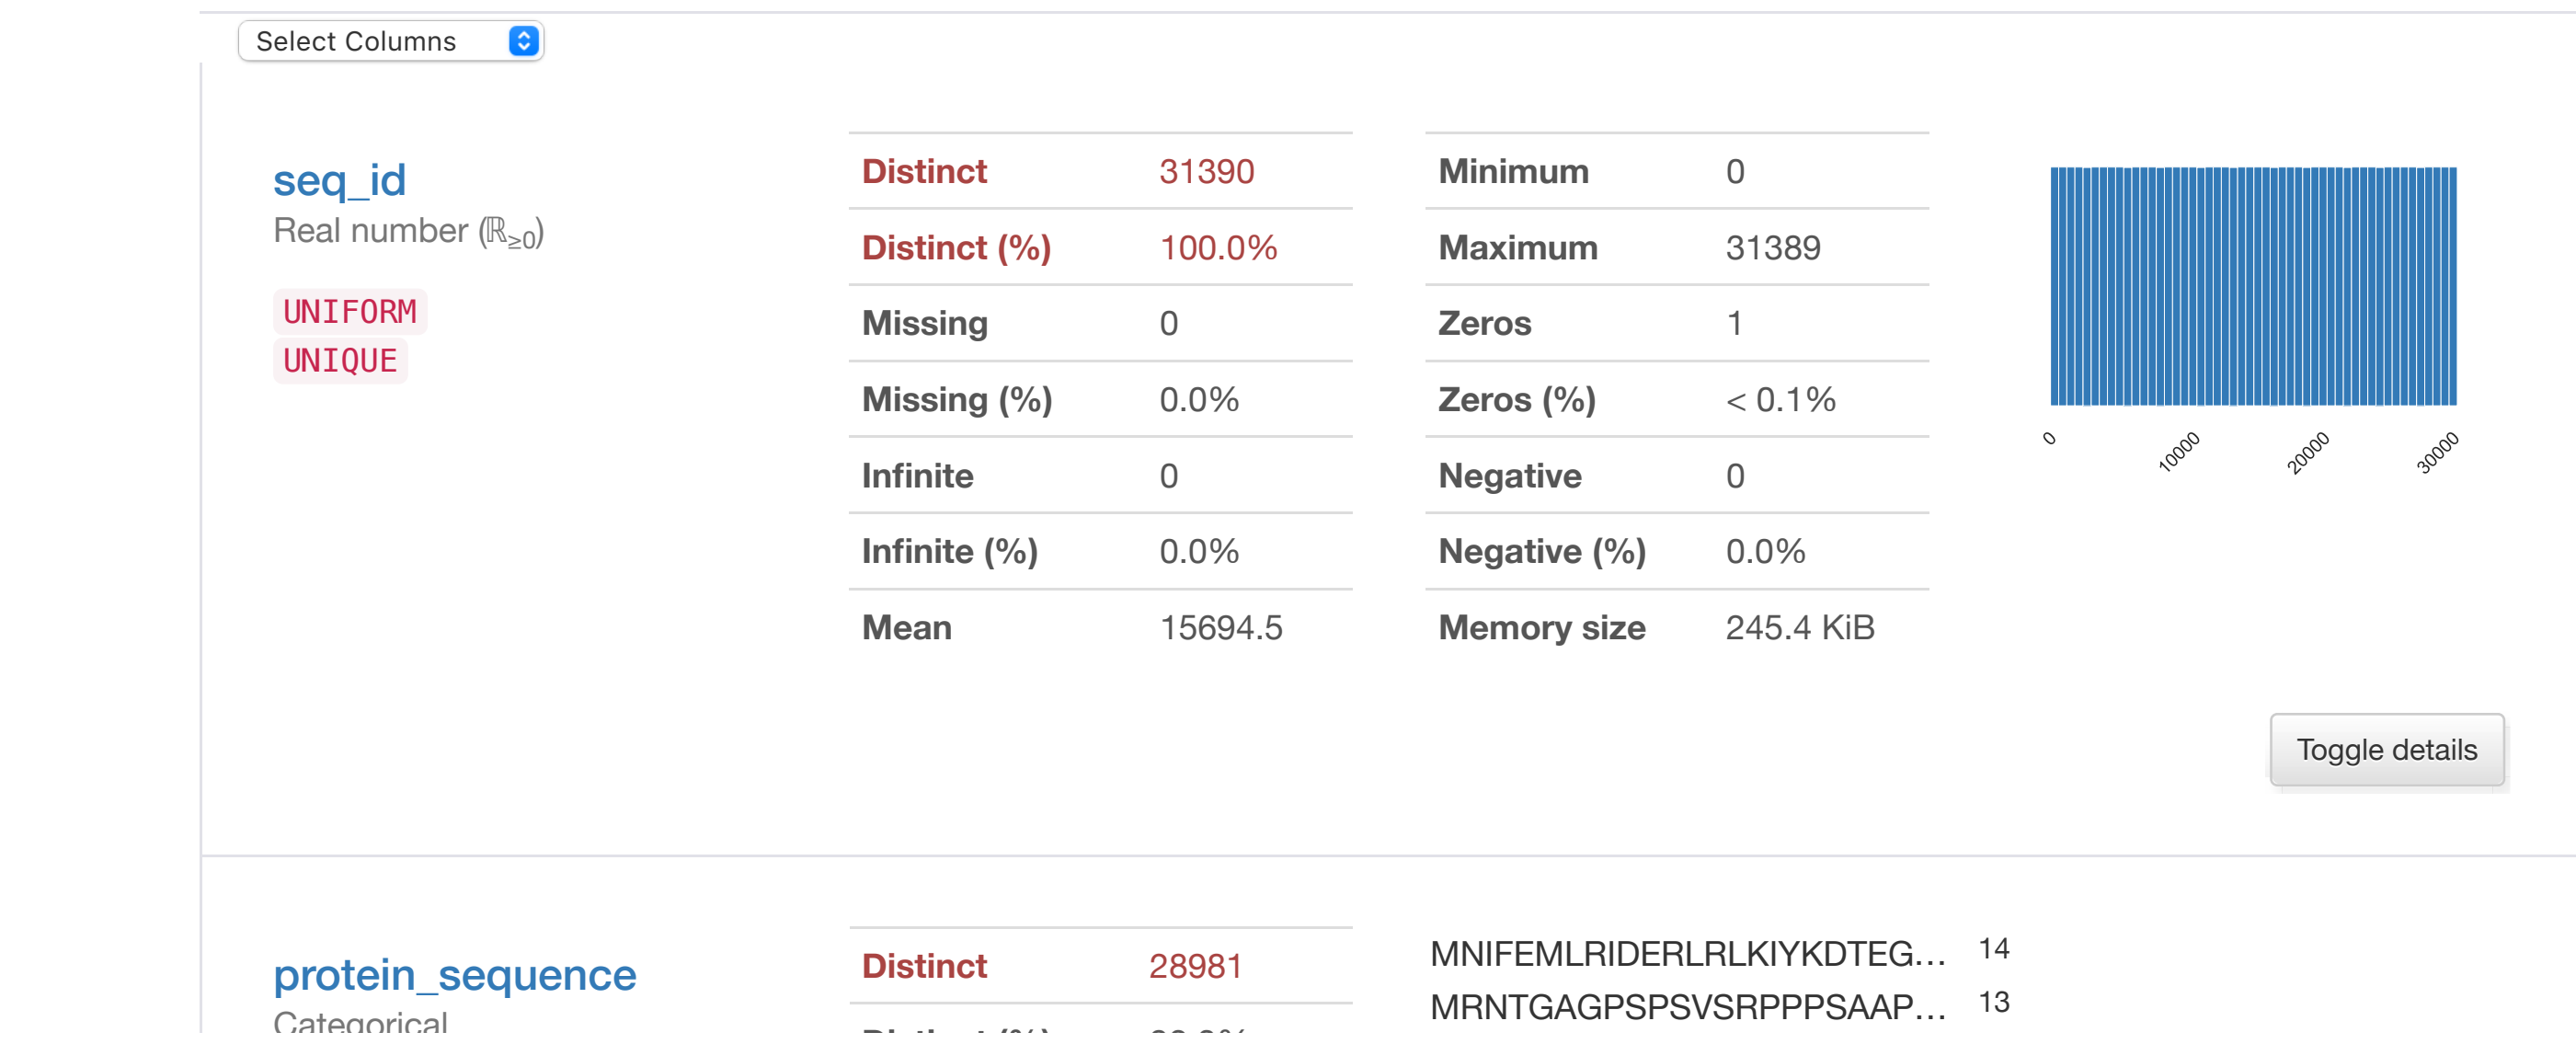 Select Columns
seq_id
Real number (ℝ≥0)
UNIFORM
UNIQUE
Distinct 31390
Distinct (%) 100.0%
Missing 0
Missing (%) 0.0%
Infinite 0
Infinite (%) 0.0%
Mean 15694.5
Minimum 0
Maximum 31389
Zeros 1
Zeros (%) < 0.1%
Negative 0
Negative (%) 0.0%
Memory size 245.4 KiB
0 10000 20000 30000
Toggle details
protein_sequence
Categorical
Distinct 28981
Distinct (%)
MNIFEMLRIDERLRLKIYKDTEG... 14
MRNTGAGPSPSVSRPPPSAAP... 13